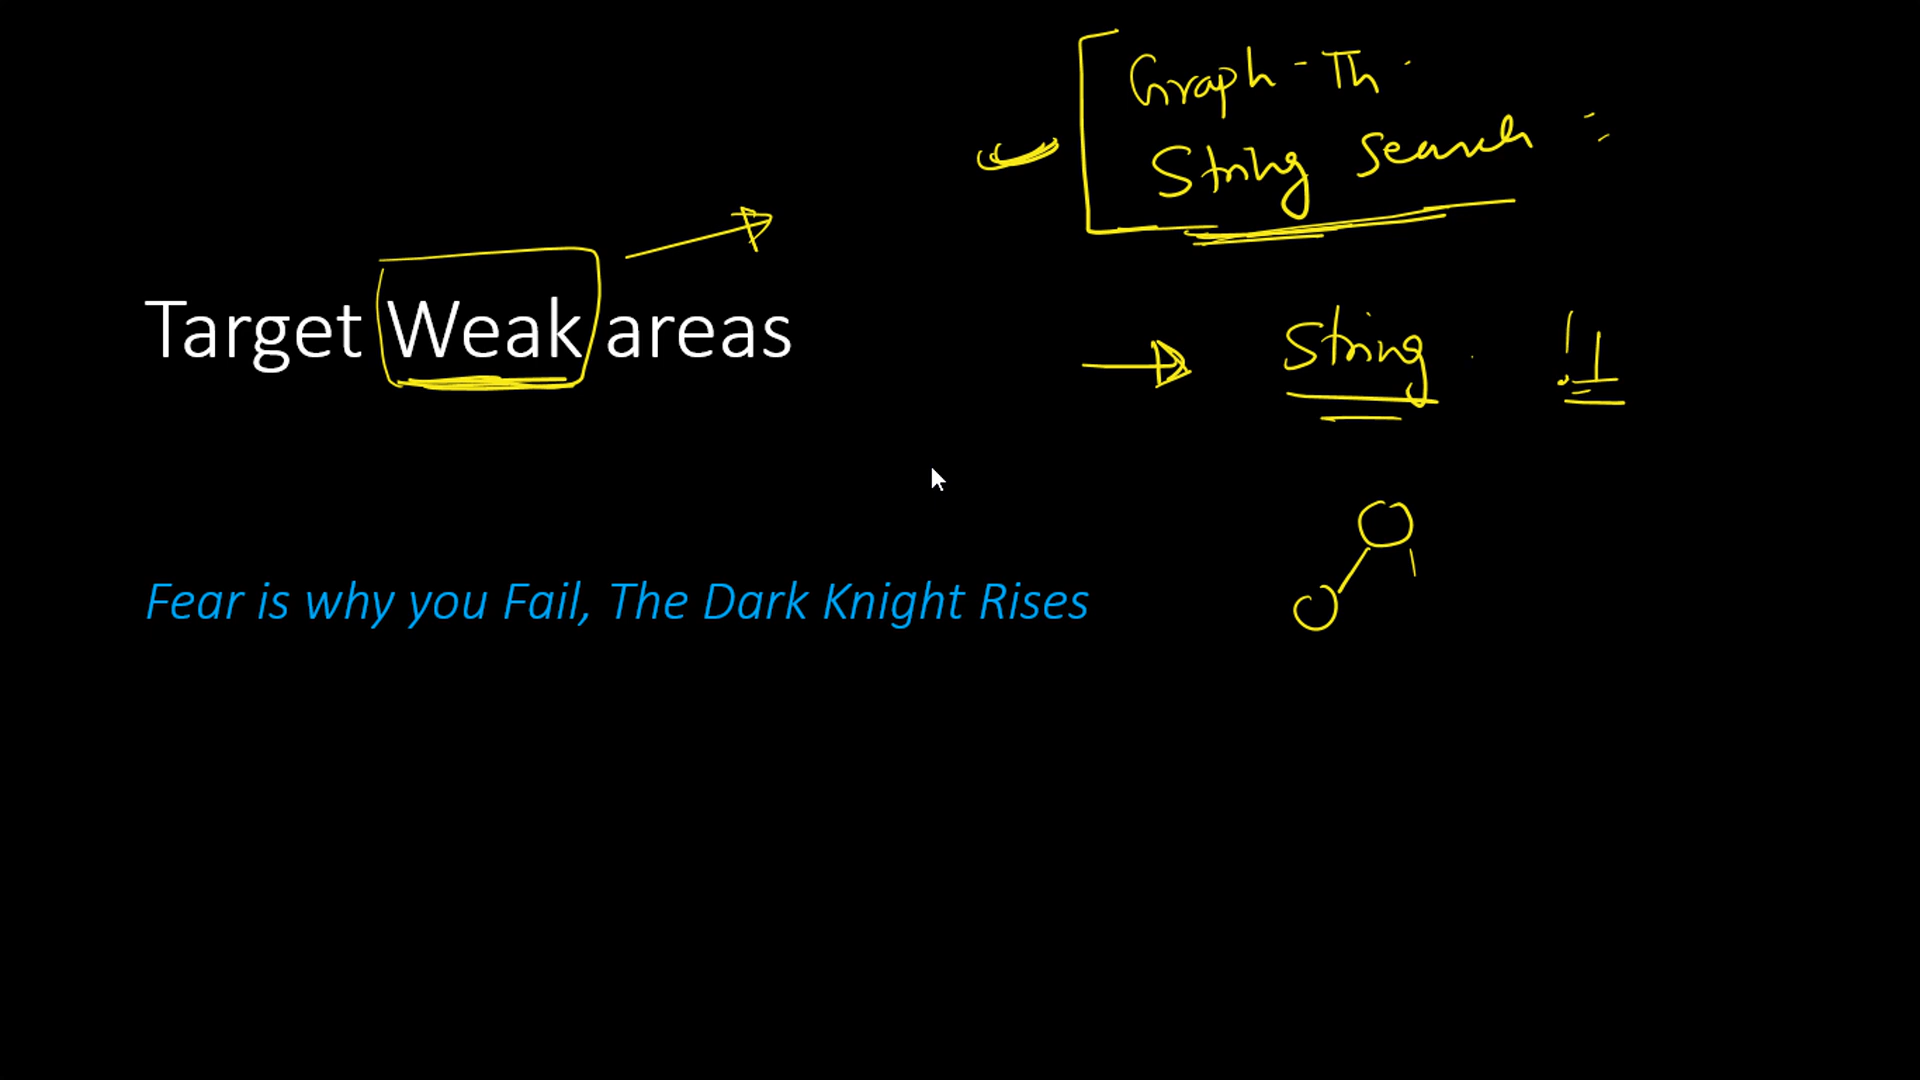 Graph-Th.
String Search
Target Weak areas
String
Fear is why you Fail, The Dark Knight Rises